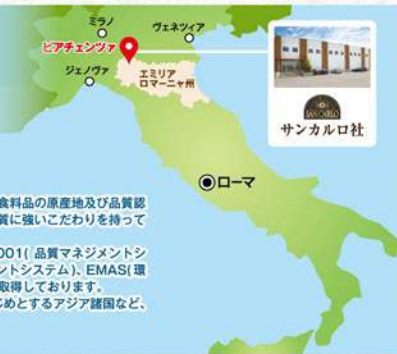 ミラノ
ヴェネツィア
ピアチェンツァ
ジェノヴァ
エミリア
ロマーニャ州
SAN CARLO
サンカルロ社
ローマ
食料品の原産地及び品質認
質に強いこだわりを持って
001(品質マネジメントシ
ントシステム)、EMAS(環
取得しております。
じめとするアジア諸国など、